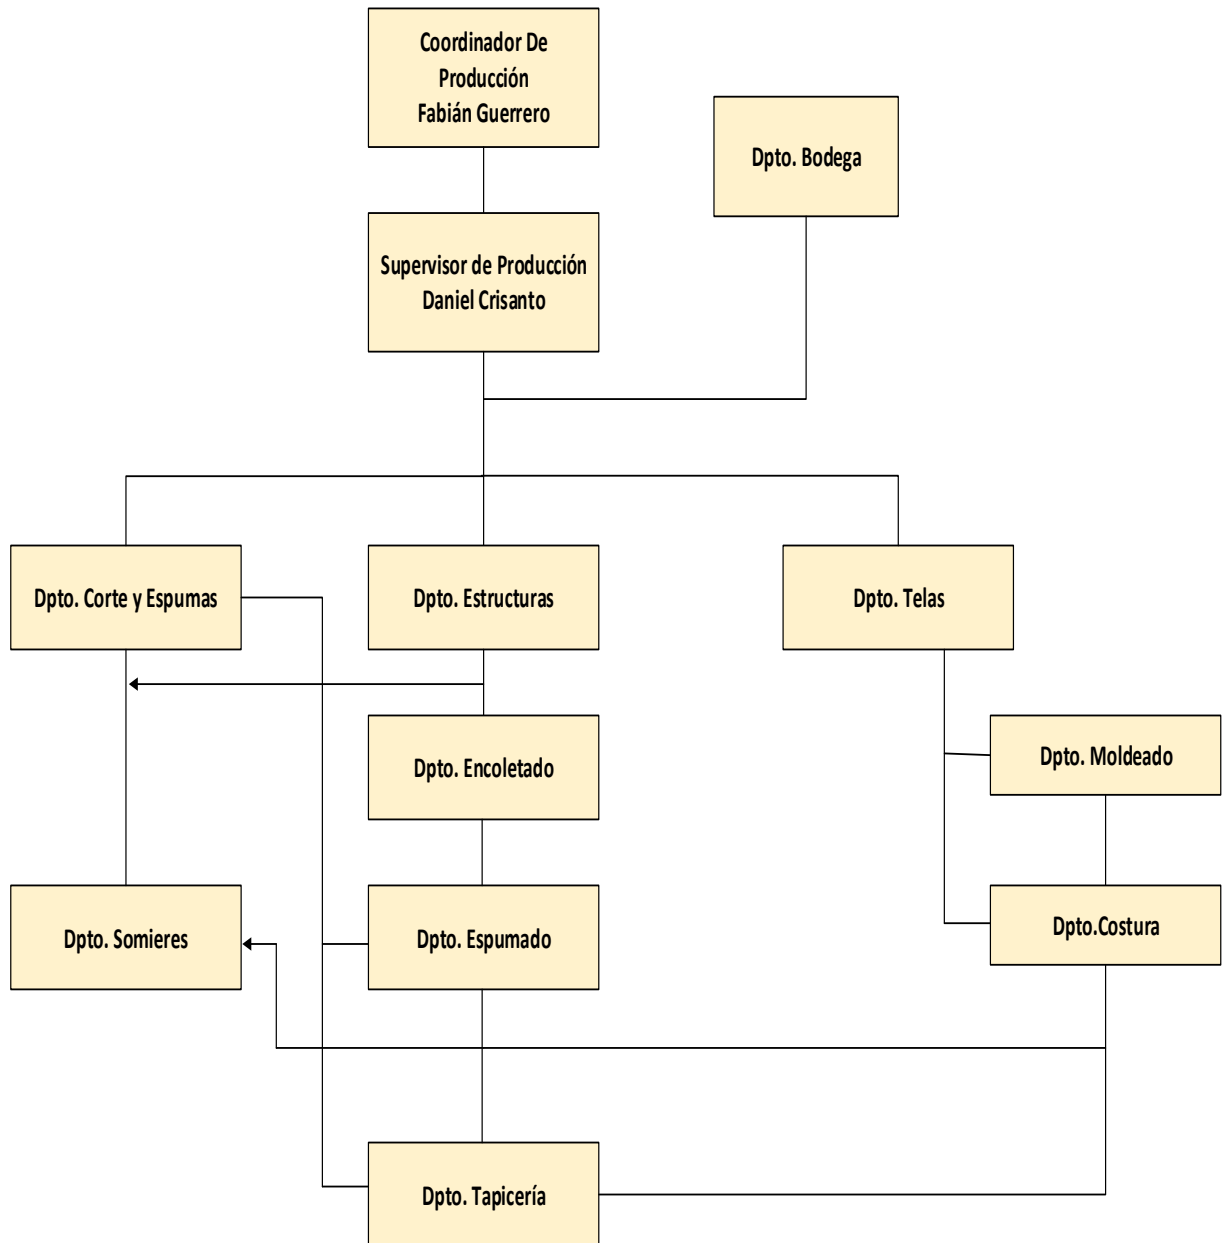 Coordinador De
Producción
Fabián Guerrero
Dpto. Bodega
Supervisor de Producción
Daniel Crisanto
Dpto. Corte y Espumas
Dpto. Estructuras
Dpto. Telas
Dpto. Encoletado
Dpto. Moldeado
Dpto. Somieres
Dpto. Espumado
Dpto.Costura
Dpto. Tapicería